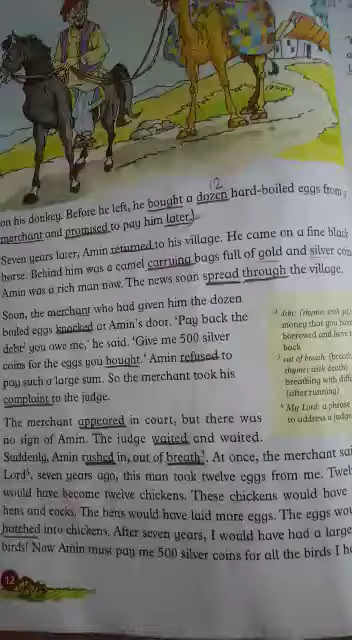 12
on his donkey. Before he left, he bought a dozen hard-boiled eggs from
merchant and promised to pay him later.
Seven years later, Amin returned to his village. He came on a fine black
horse. Behind him was a camel carrying bags full of gold and silver
Amin was a rich man now. The news soon spread through the village.
Soon, the merchant who had given him the dozen
boiled eggs knocked at Amin's door. 'Pay back the
debt² you owe me,' he said. 'Give me 500 silver
coins for the eggs you bought.' Amin refused to
pay such a large sum. So the merchant took his
complaint to the judge.
The merchant appeared in court, but there was
no sign of Amin. The judge waited and waited.
Suddenly, Amin rushed in, out of breath³. At once, the merchant
Lord⁴, seven years ago, this man took twelve eggs from me.
would have become twelve chickens. These chickens would have
hens and cocks. The hens would have laid more eggs. The eggs
hatched into chickens. After seven years, I would have had a large
birds! Now Amin must pay me 500 silver coins for all the birds I
² debt: (rhymes with
money that you have
borrowed and have
back
³ out of breath: (breath
rhymes with death)
breathing with
(after running)
⁴ My Lord: a phrase
to address a judge
12